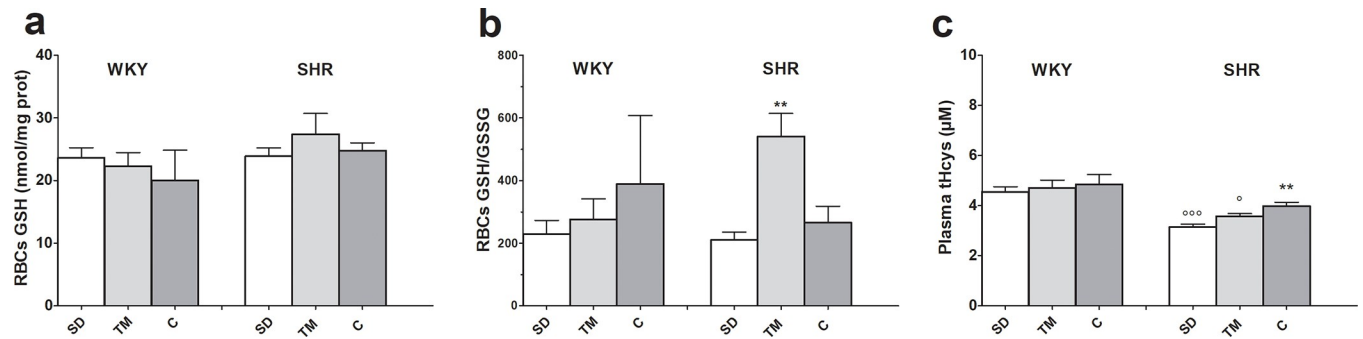 a
RBCs GSH (nmol/mg prot)
40
30
20
10
0
WKY
SHR
SD
TM
C
SD
TM
C
b
RBCs GSH/GSSG
800
600
400
200
0
WKY
SHR
**
SD
TM
C
SD
TM
C
c
Plasma tHcys (µM)
10
8
6
4
2
0
WKY
SHR
°°°
°
**
SD
TM
C
SD
TM
C